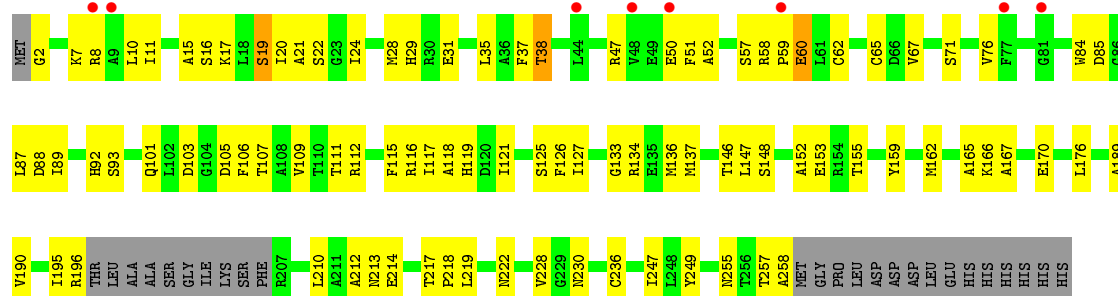 MET G2 K7 R8 A9 L10 I11 A15 S16 K17 L18 S19 I20 A21 S22 G23 I24 M28 H29 R30 E31 L35 A36 F37 T38 L44 R47 V48 E49 E50 F51 A52 S57 R58 P59 E60 L61 C62 C65 D66 V67 S71 V76 F77 G81 W84 D85 G86
L87 D88 I89 H92 S93 Q101 L102 D103 G104 D105 F106 T107 A108 V109 T110 T111 R112 F115 R116 I117 A118 H119 D120 I121 S125 F126 I127 G133 R134 E135 M136 M137 T146 L147 S148 A152 E153 R154 T155 Y159 M162 A165 K166 A167 E170 L176 A189
V190 I195 R196 THR LEU ALA ALA SER GLY ILE LYS SER PHE R207 L210 A211 A212 N213 E214 T217 P218 L219 N222 V228 G229 N230 C236 I247 L248 Y249 N255 T256 T257 A258 MET GLY PRO LEU ASP ASP LEU GLU HIS HIS HIS HIS HIS HIS